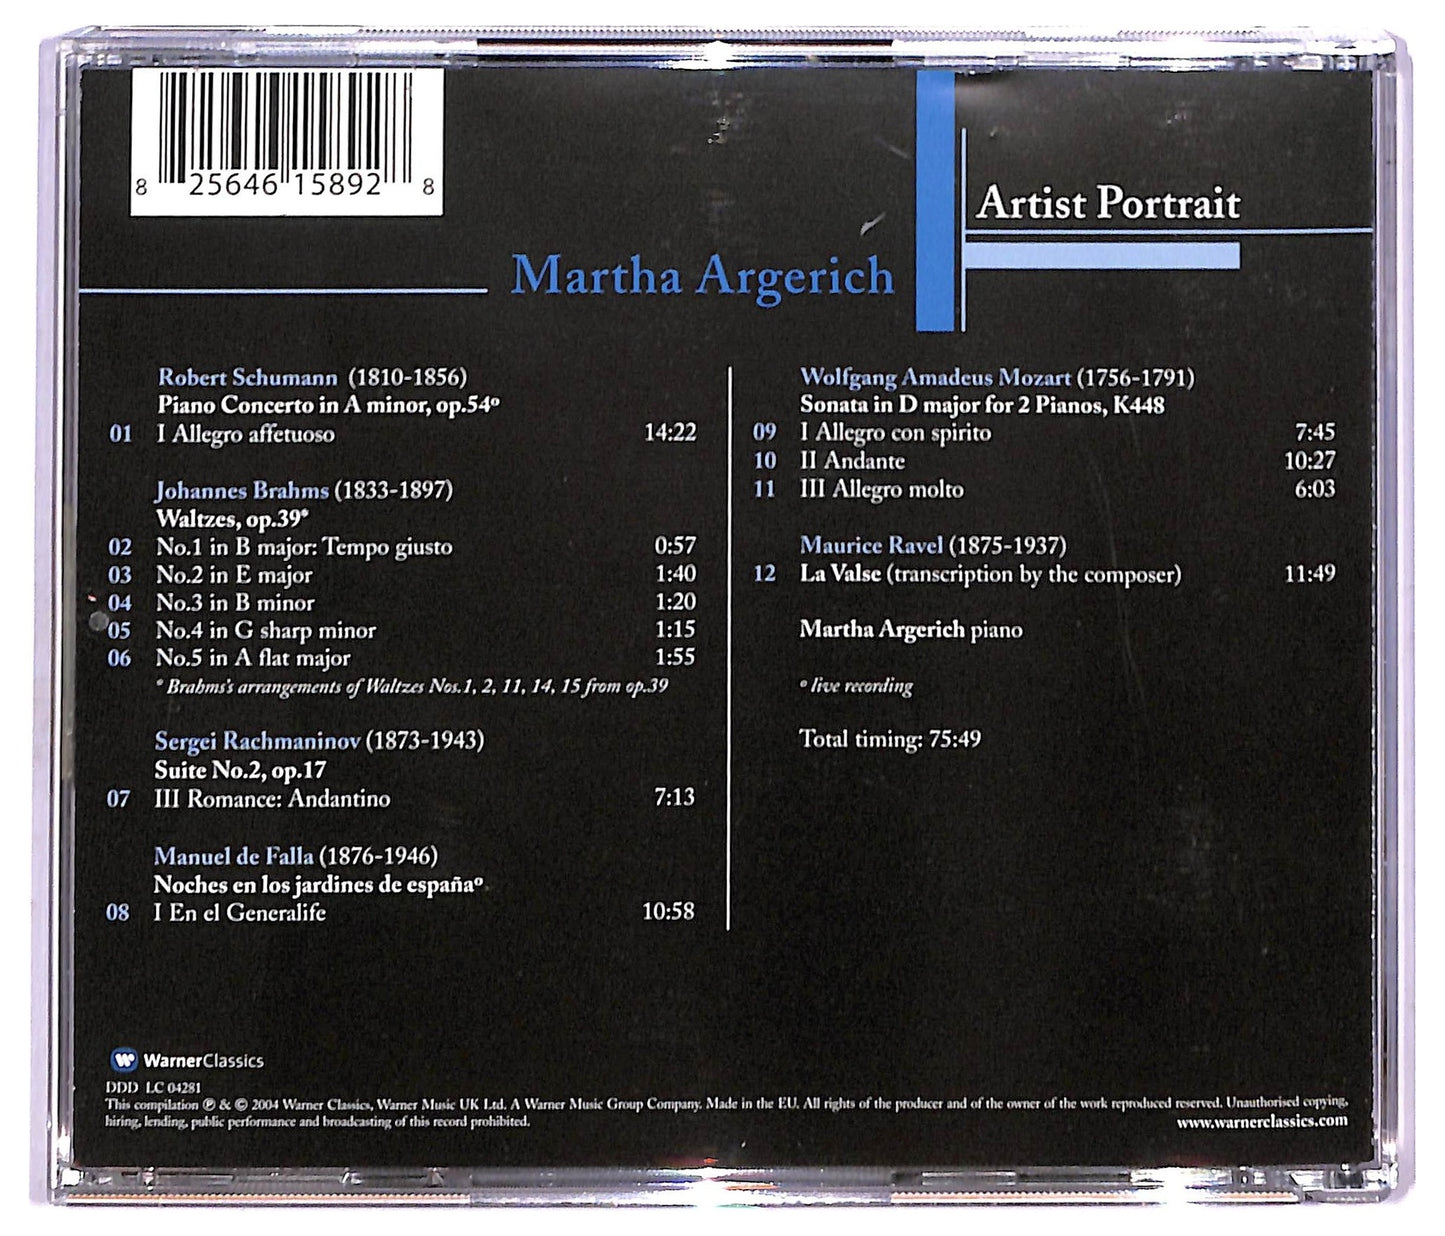 8 25646 15892 8
Artist Portrait
Martha Argerich
Robert Schumann (1810-1856)
Piano Concerto in A minor, op.54º
01 I Allegro affetuoso 14:22
Johannes Brahms (1833-1897)
Waltzes, op.39*
02 No.1 in B major: Tempo giusto 0:57
03 No.2 in E major 1:40
04 No.3 in B minor 1:20
05 No.4 in G sharp minor 1:15
06 No.5 in A flat major 1:55
* Brahms's arrangements of Waltzes Nos.1, 2, 11, 14, 15 from op.39
Sergei Rachmaninov (1873-1943)
Suite No.2, op.17
07 III Romance: Andantino 7:13
Manuel de Falla (1876-1946)
Noches en los jardines de españaº
08 I En el Generalife 10:58
Wolfgang Amadeus Mozart (1756-1791)
Sonata in D major for 2 Pianos, K448
09 I Allegro con spirito 7:45
10 II Andante 10:27
11 III Allegro molto 6:03
Maurice Ravel (1875-1937)
12 La Valse (transcription by the composer) 11:49
Martha Argerich piano
º live recording
Total timing: 75:49
WarnerClassics
DDD LC 04281
This compilation ℗ & © 2004 Warner Classics, Warner Music UK Ltd. A Warner Music Group Company. Made in the EU. All rights of the producer and of the owner of the work reproduced reserved. Unauthorised copying,
hiring, lending, public performance and broadcasting of this record prohibited.
www.warnerclassics.com